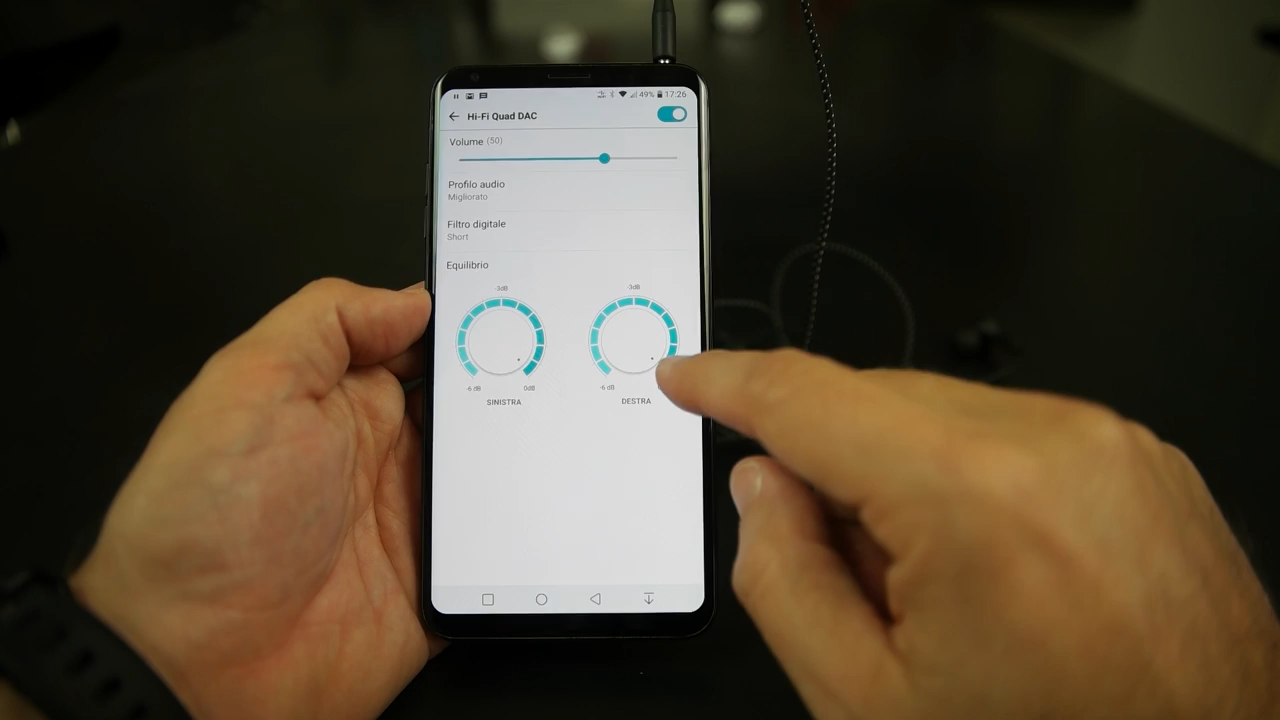 49% 17:26
Hi-Fi Quad DAC
Volume (50)
Profilo audio
Migliorato
Filtro digitale
Short
Equilibrio
-3dB -3dB
-6 dB 0dB -6 dB
SINISTRA DESTRA